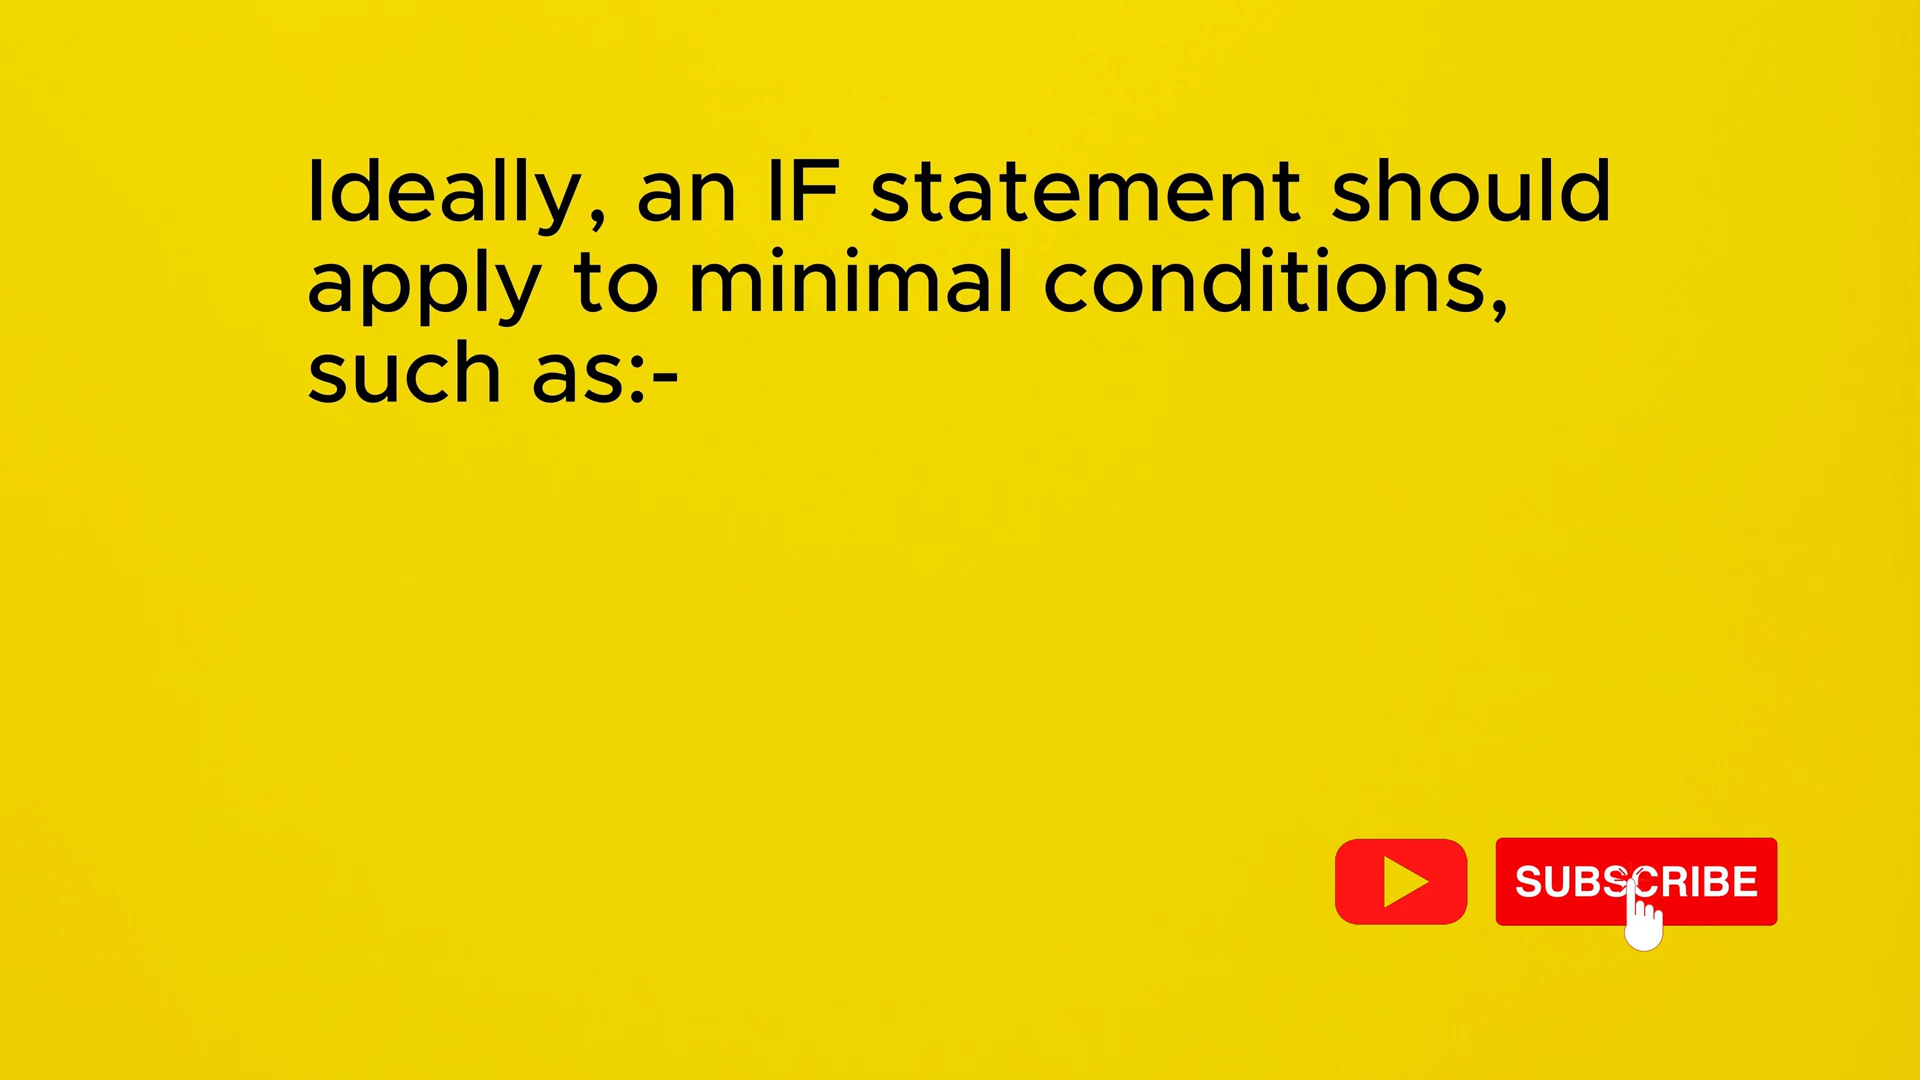 Ideally, an IF statement should
apply to minimal conditions,
such as:-
SUBSCRIBE